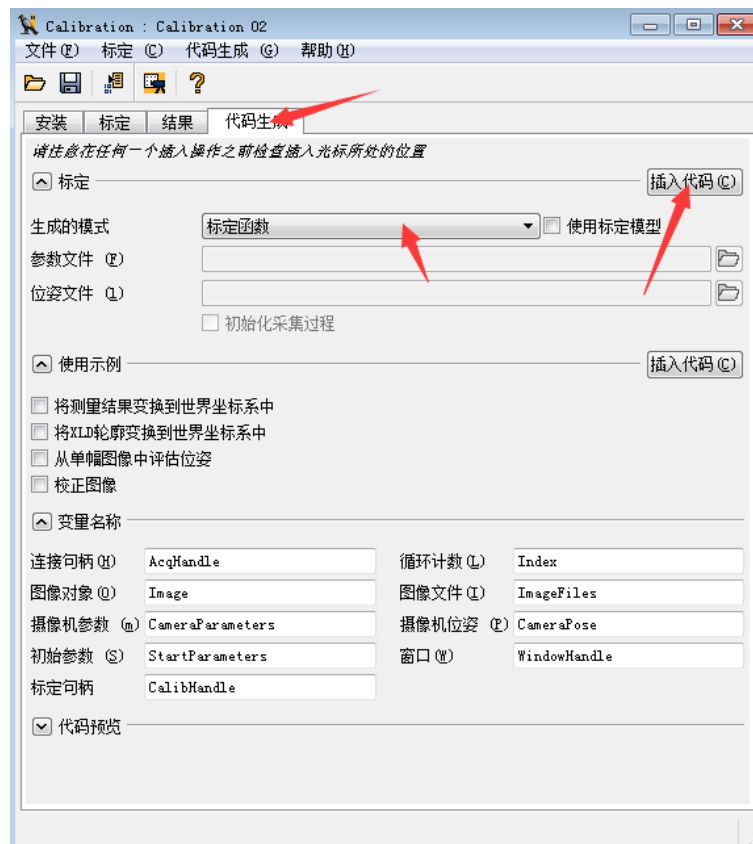 Calibration : Calibration 02
文件(F) 标定 (C) 代码生成 (G) 帮助(H)
安装 标定 结果 代码生成
请注意在任何一个插入操作之前检查插入光标所处的位置
标定 插入代码(C)
生成的模式 标定函数 使用标定模型
参数文件 (F)
位姿文件 (l)
初始化采集过程
使用示例 插入代码(C)
将测量结果变换到世界坐标系中
将XLD轮廓变换到世界坐标系中
从单幅图像中评估位姿
校正图像
变量名称
连接句柄(H) AcqHandle 循环计数(L) Index
图像对象(O) Image 图像文件(I) ImageFiles
摄像机参数 (m) CameraParameters 摄像机位姿 (P) CameraPose
初始参数 (S) StartParameters 窗口(W) WindowHandle
标定句柄 CalibHandle
代码预览